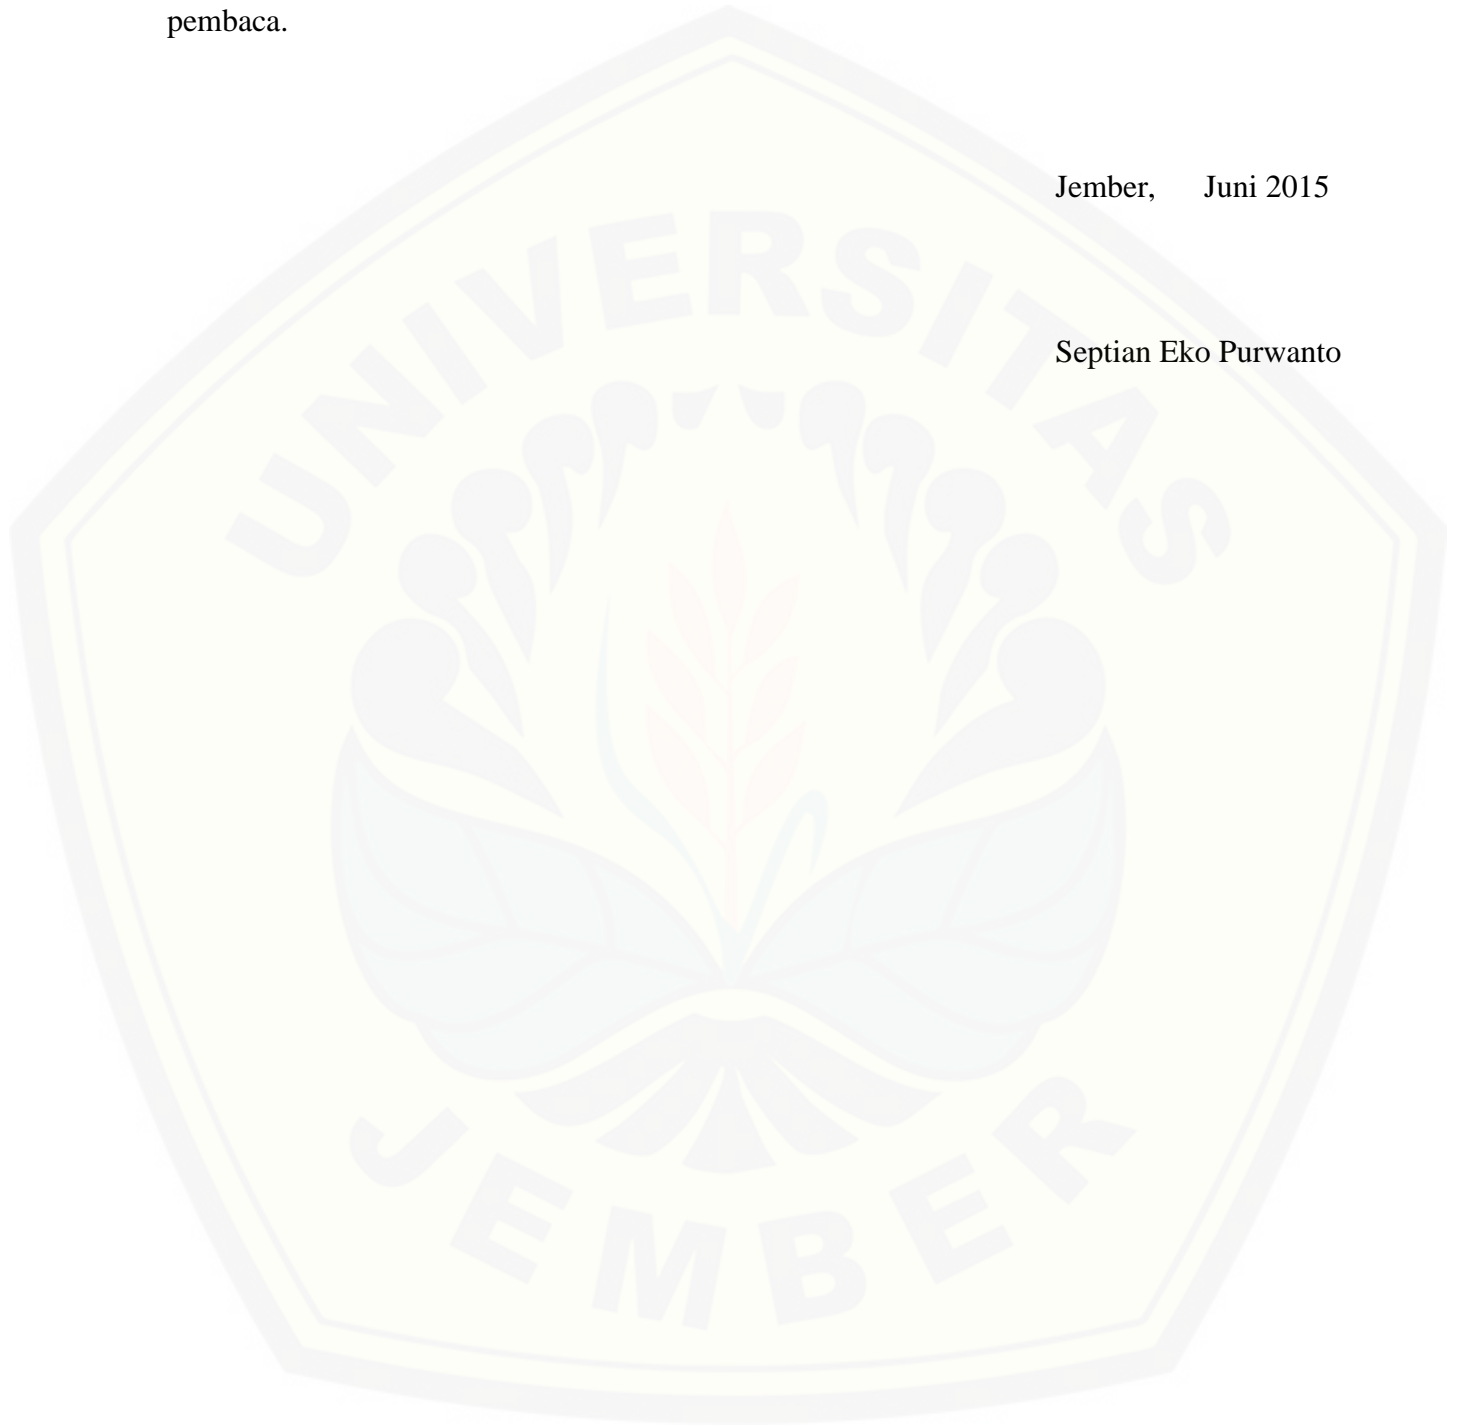 pembaca.
Jember, Juni 2015
Septian Eko Purwanto
UNIVERSITAS
JEMBER